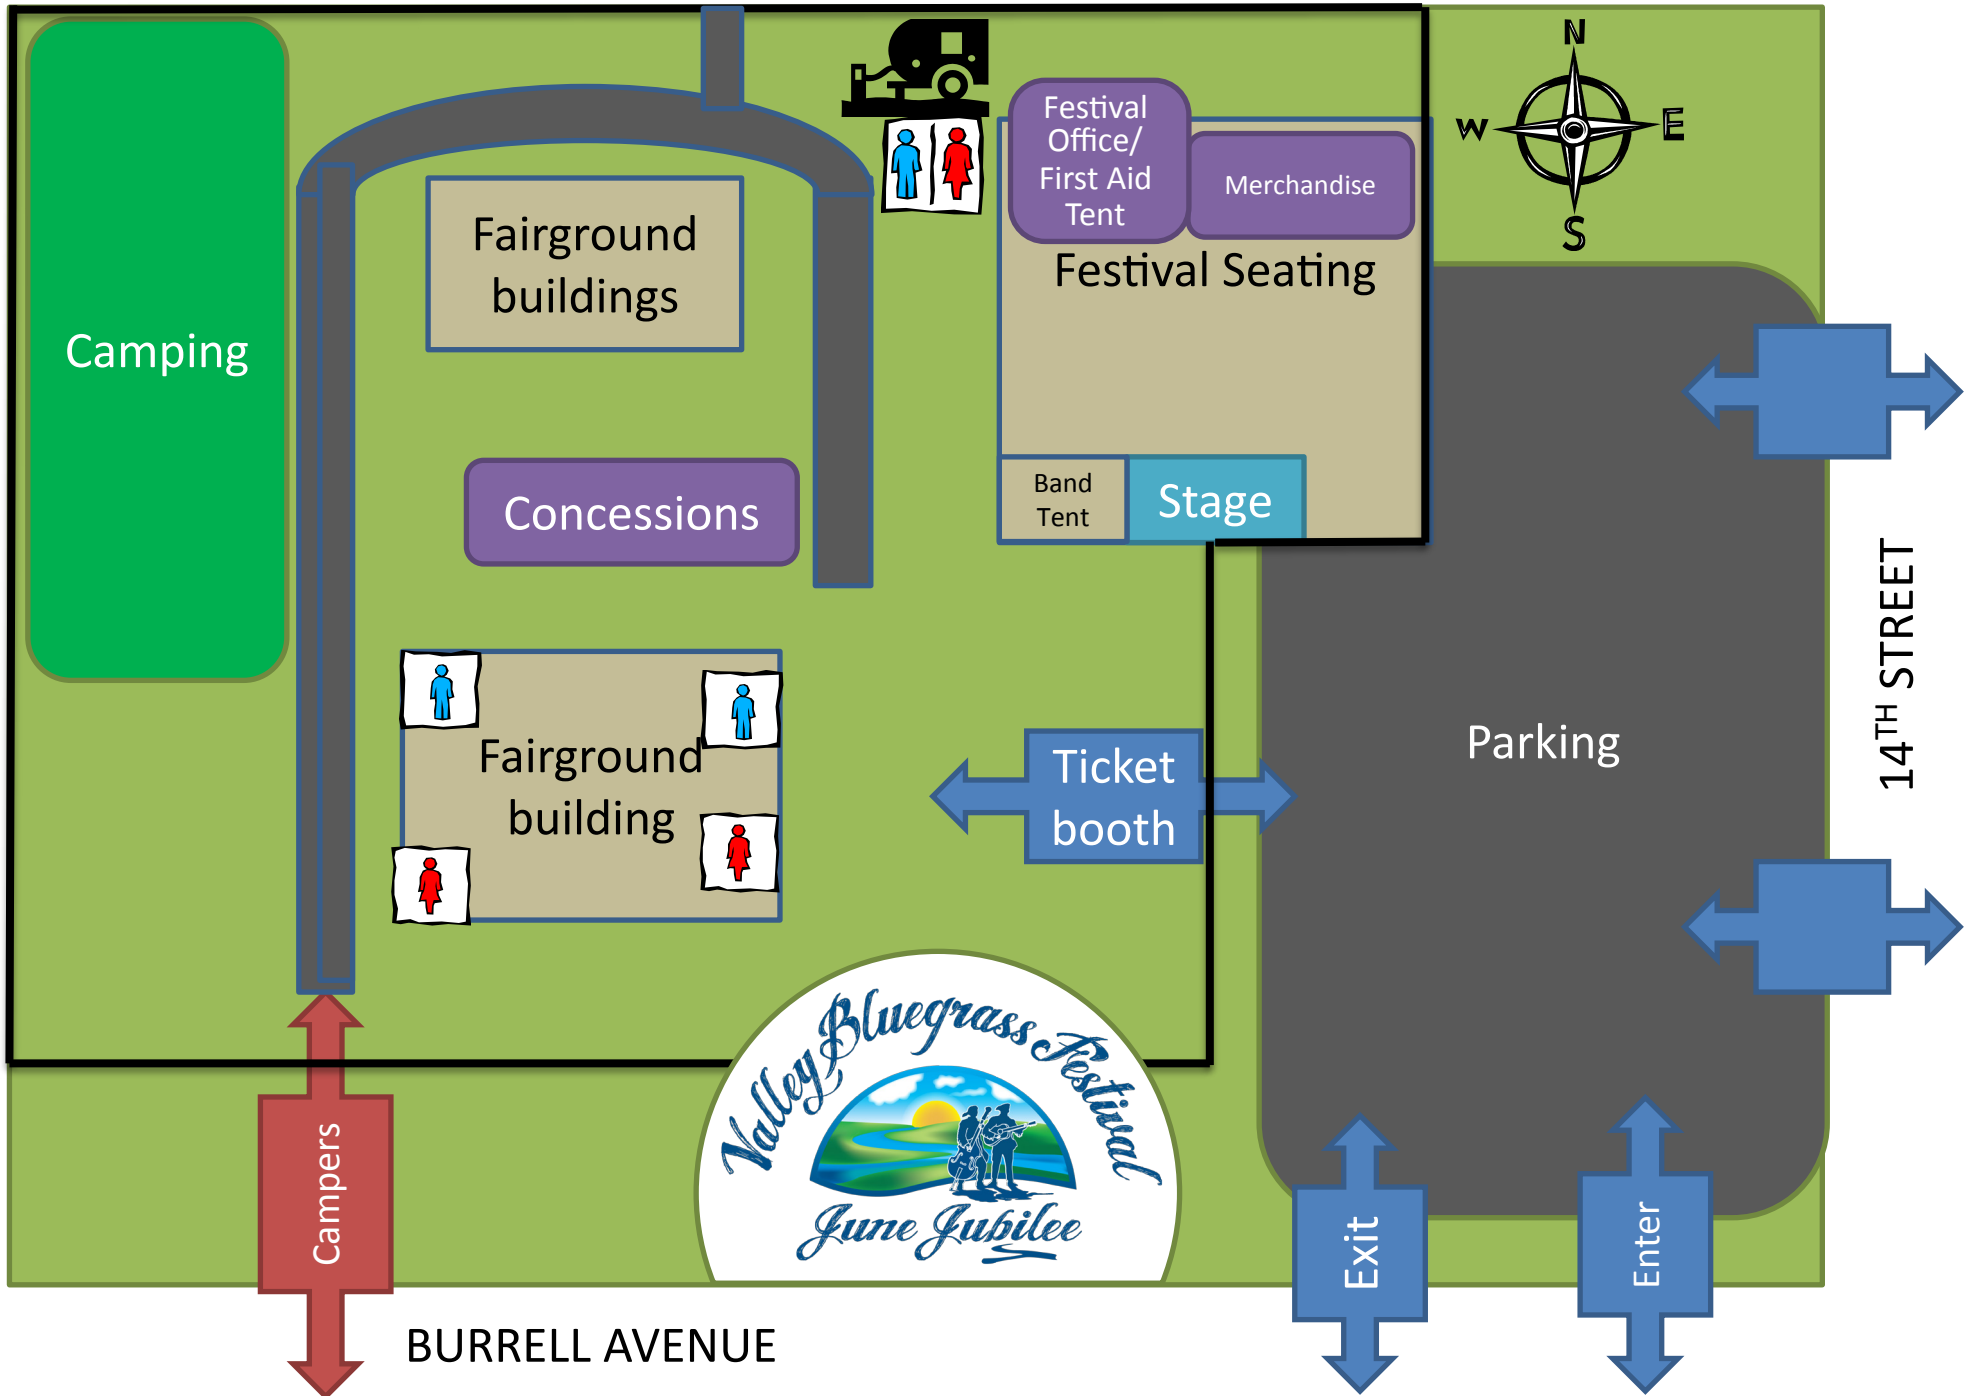 N
W
E
S
Festival
Office/
First Aid
Tent
Merchandise
Fairground
buildings
Festival Seating
Camping
Band
Tent
Stage
Concessions
14TH STREET
Fairground
building
Ticket
booth
Parking
Valley Bluegrass Festival
June Jubilee
Campers
Exit
Enter
BURRELL AVENUE